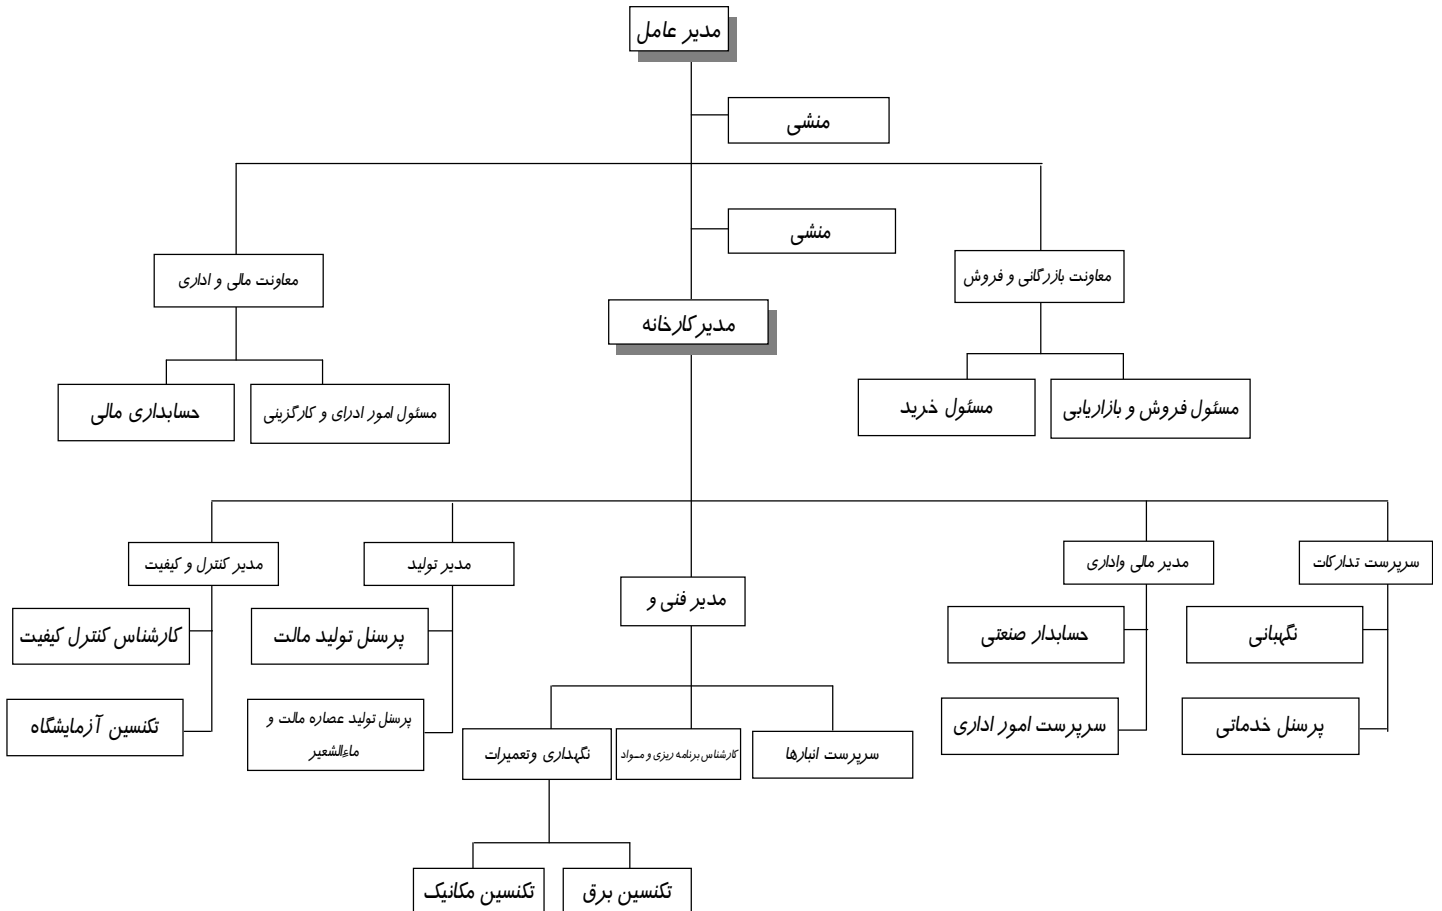 مدیر عامل
منشی
منشی
معاونت بازرگانی و فروش
معاونت مالی و اداری
مدیر کارخانه
مسئول فروش و بازاریابی
مسئول خرید
مسئول امور ادرای و کارگزینی
حسابداری مالی
سرپرست تدارکات
مدیر مالی واداری
مدیر فنی و
مدیر تولید
مدیر کنترل و کیفیت
نگهبانی
حسابدار صنعتی
پرسنل تولید مالت
کارشناس کنترل کیفیت
پرسنل خدماتی
سرپرست امور اداری
پرسنل تولید عصاره مالت و
ماءالشعیر
تکنسین آزمایشگاه
سرپرست انبارها
کارشناس برنامه ریزی و مواد
نگهداری وتعمیرات
تکنسین برق
تکنسین مکانیک